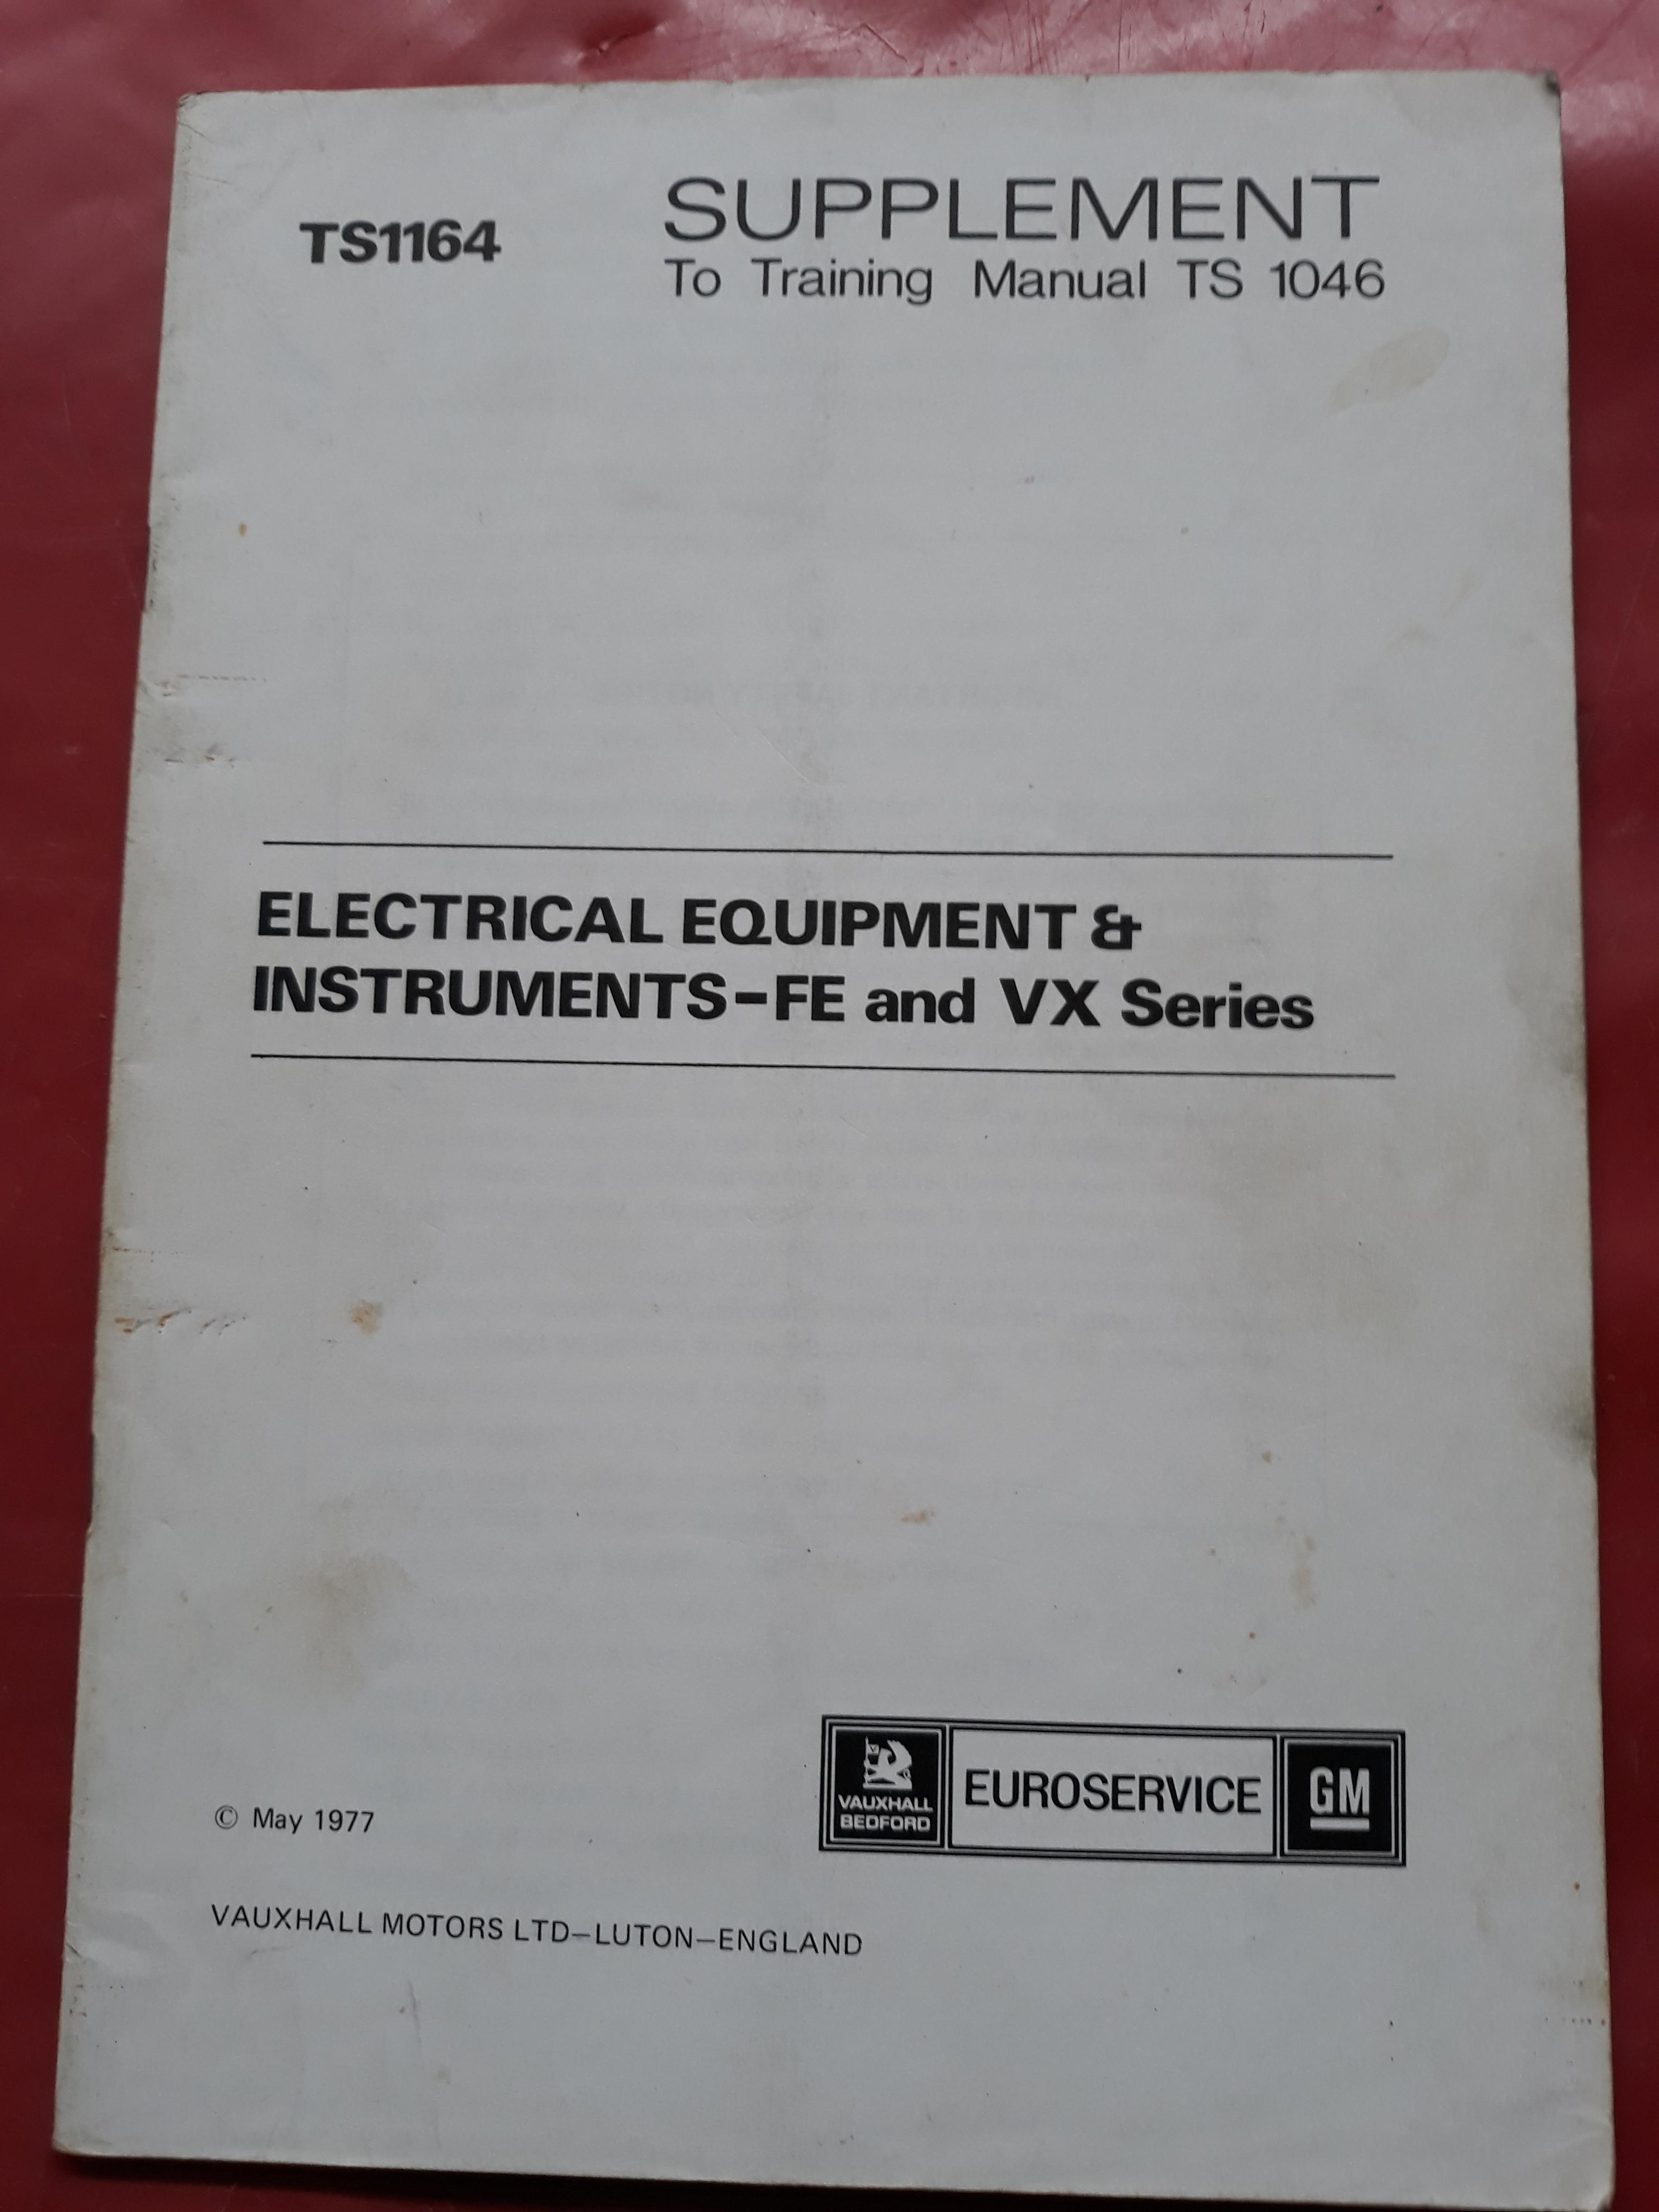 TS1164
SUPPLEMENT
To Training Manual TS 1046
ELECTRICAL EQUIPMENT &
INSTRUMENTS-FE and VX Series
© May 1977
VAUXHALL
BEDFORD
EUROSERVICE
GM
VAUXHALL MOTORS LTD–LUTON–ENGLAND